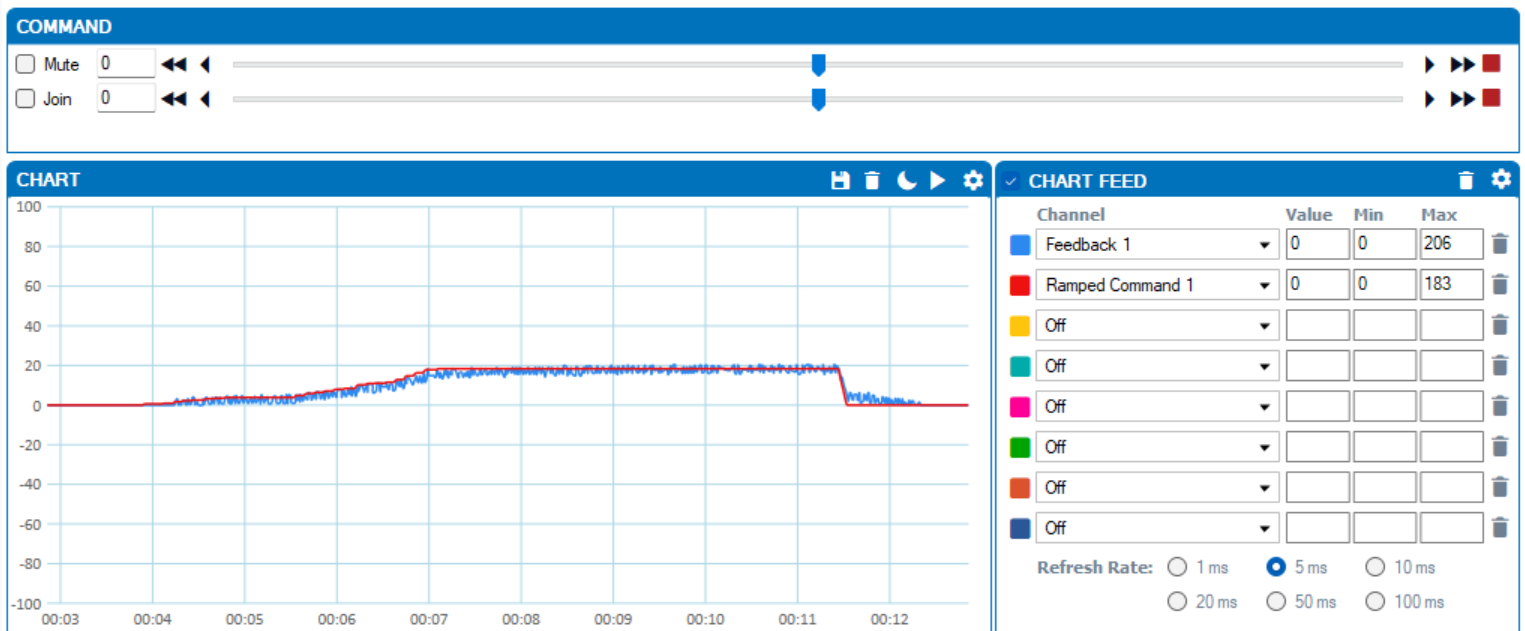 COMMAND
Mute 0
Join 0
CHART
100
80
60
40
20
0
-20
-40
-60
-80
-100
00:03 00:04 00:05 00:06 00:07 00:08 00:09 00:10 00:11 00:12
CHART FEED
Channel Value Min Max
Feedback 1 0 0 206
Ramped Command 1 0 0 183
Off
Off
Off
Off
Off
Off
Refresh Rate: 1 ms 5 ms 10 ms
20 ms 50 ms 100 ms